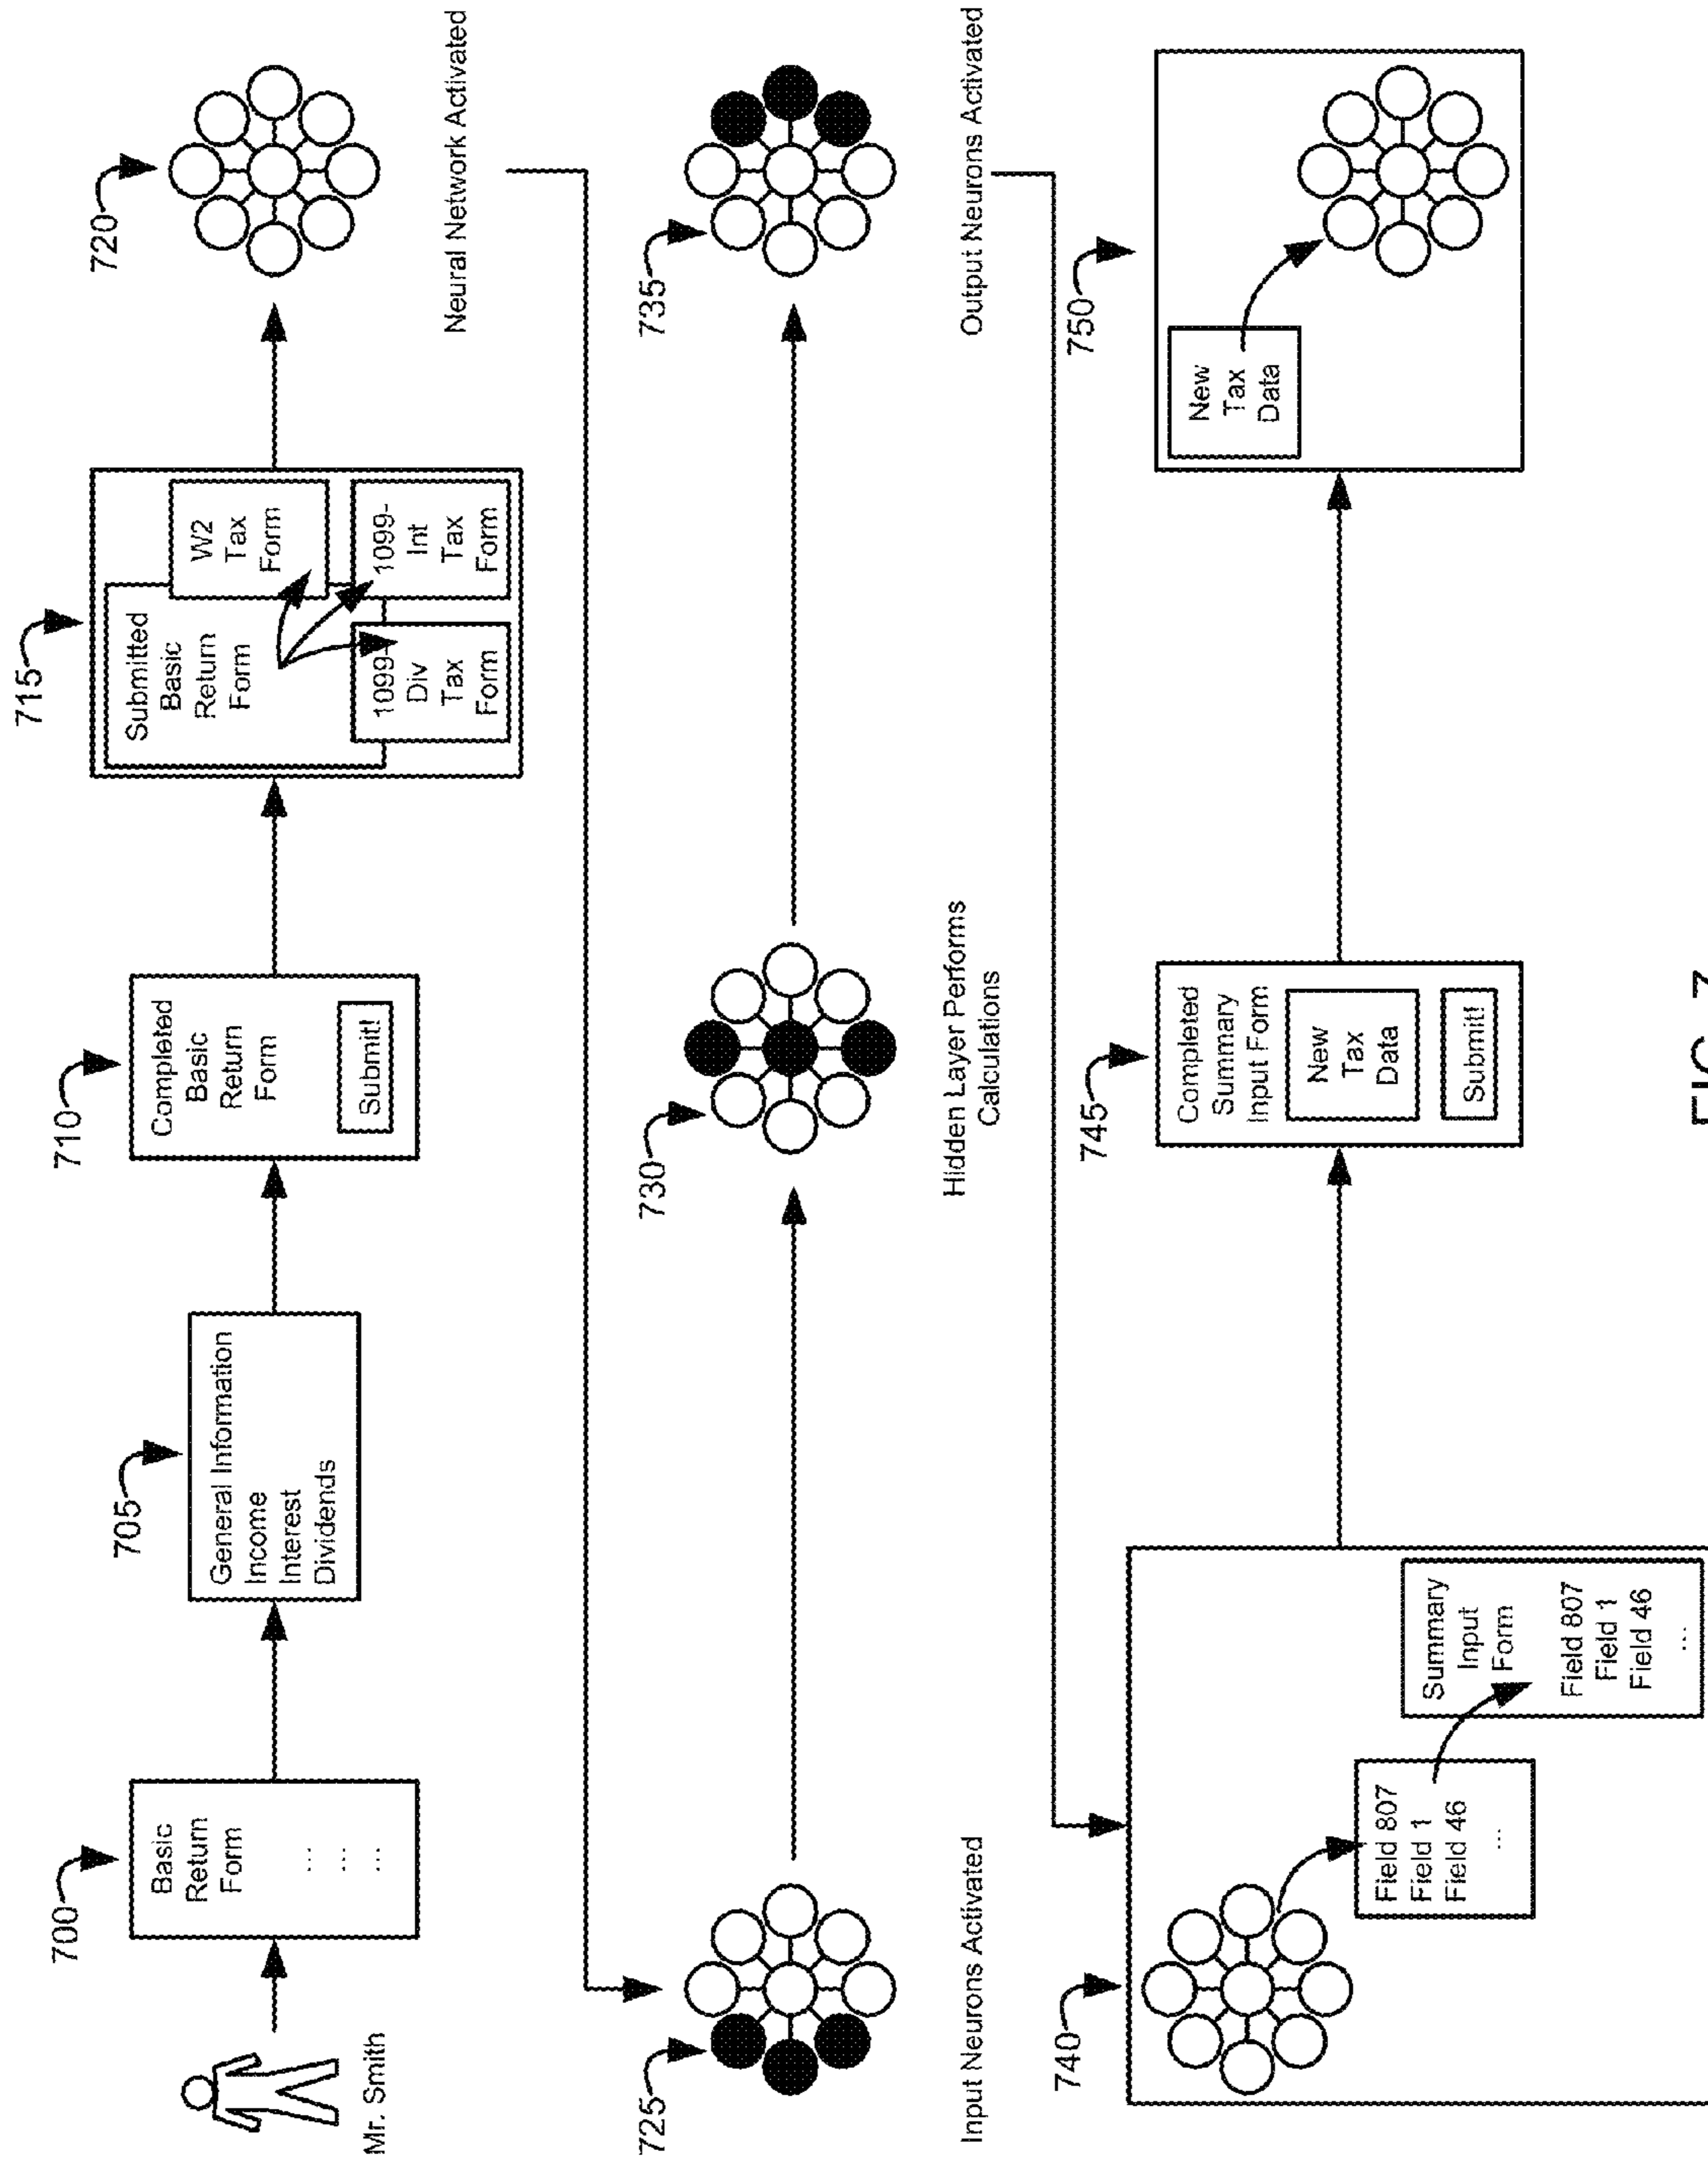 Mr. Smith
700
Basic
Return
Form
...
...
...
705
General Information
Income
Interest
Dividends
710
Completed
Basic
Return
Form
Submit!
715
Submitted
Basic
Return
Form
W2
Tax
Form
1099-
Div
Tax
Form
1099-
Int
Tax
Form
720
Neural Network Activated
725
Input Neurons Activated
730
Hidden Layer Performs
Calculations
735
Output Neurons Activated
740
Field 807
Field 1
Field 46
...
Summary
Input
Form
Field 807
Field 1
Field 46
...
745
Completed
Summary
Input Form
New
Tax
Data
Submit!
750
New
Tax
Data
FIG. 7